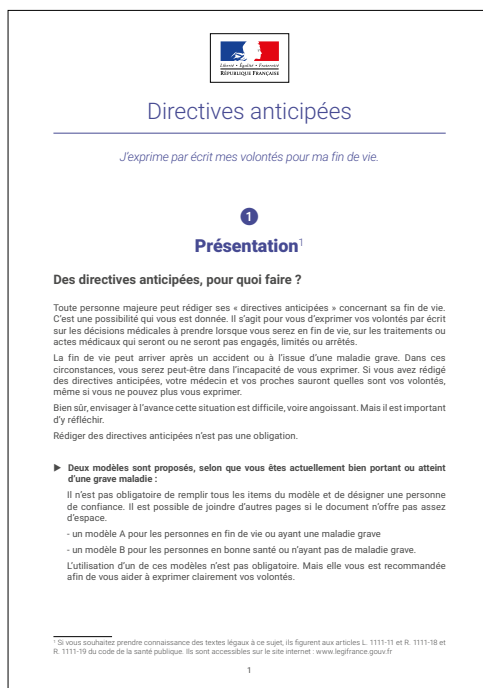 Liberté • Égalité • Fraternité
RÉPUBLIQUE FRANÇAISE
Directives anticipées
J'exprime par écrit mes volontés pour ma fin de vie.
1
Présentation¹
Des directives anticipées, pour quoi faire ?
Toute personne majeure peut rédiger ses « directives anticipées » concernant sa fin de vie.
C'est une possibilité qui vous est donnée. Il s'agit pour vous d'exprimer vos volontés par écrit
sur les décisions médicales à prendre lorsque vous serez en fin de vie, sur les traitements ou
actes médicaux qui seront ou ne seront pas engagés, limités ou arrêtés.
La fin de vie peut arriver après un accident ou à l'issue d'une maladie grave. Dans ces
circonstances, vous serez peut-être dans l'incapacité de vous exprimer. Si vous avez rédigé
des directives anticipées, votre médecin et vos proches sauront quelles sont vos volontés,
même si vous ne pouvez plus vous exprimer.
Bien sûr, envisager à l'avance cette situation est difficile, voire angoissant. Mais il est important
d'y réfléchir.
Rédiger des directives anticipées n'est pas une obligation.
▶ Deux modèles sont proposés, selon que vous êtes actuellement bien portant ou atteint
d'une grave maladie :
Il n'est pas obligatoire de remplir tous les items du modèle et de désigner une personne
de confiance. Il est possible de joindre d'autres pages si le document n'offre pas assez
d'espace.
- un modèle A pour les personnes en fin de vie ou ayant une maladie grave
- un modèle B pour les personnes en bonne santé ou n'ayant pas de maladie grave.
L'utilisation d'un de ces modèles n'est pas obligatoire. Mais elle vous est recommandée
afin de vous aider à exprimer clairement vos volontés.
¹ Si vous souhaitez prendre connaissance des textes légaux à ce sujet, ils figurent aux articles L. 1111-11 et R. 1111-18 et
R. 1111-19 du code de la santé publique. Ils sont accessibles sur le site internet : www.legifrance.gouv.fr
1